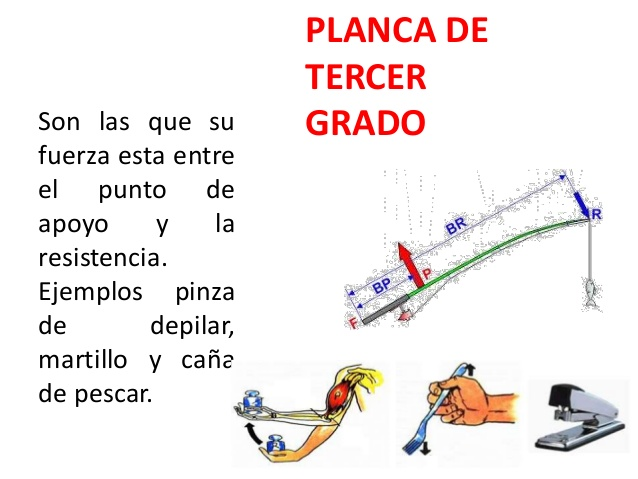 PLANCA DE
TERCER
GRADO
Son las que su
fuerza esta entre
el punto de
apoyo y la
resistencia.
Ejemplos pinza
de depilar,
martillo y caña
de pescar.
R
BR
P
BP
F